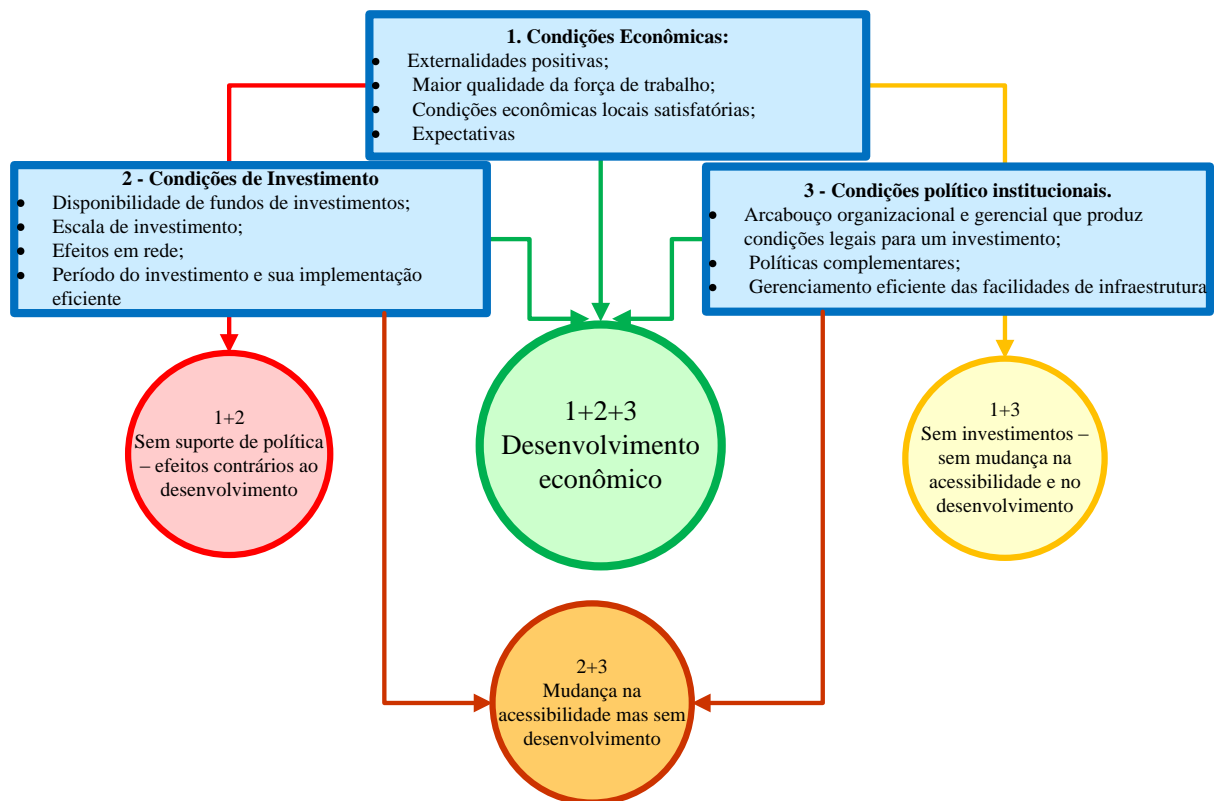 1. Condições Econômicas:
• Externalidades positivas;
• Maior qualidade da força de trabalho;
• Condições econômicas locais satisfatórias;
• Expectativas
2 - Condições de Investimento
• Disponibilidade de fundos de investimentos;
• Escala de investimento;
• Efeitos em rede;
• Período do investimento e sua implementação
eficiente
3 - Condições político institucionais.
• Arcabouço organizacional e gerencial que produz
condições legais para um investimento;
• Políticas complementares;
• Gerenciamento eficiente das facilidades de infraestrutura
1+2
Sem suporte de política
– efeitos contrários ao
desenvolvimento
1+2+3
Desenvolvimento
econômico
1+3
Sem investimentos –
sem mudança na
acessibilidade e no
desenvolvimento
2+3
Mudança na
acessibilidade mas sem
desenvolvimento